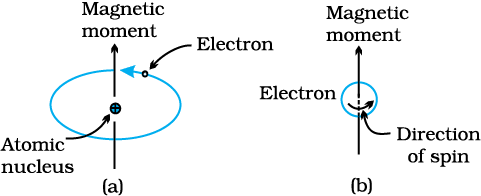 Magnetic
moment
Electron
Atomic
nucleus
(a)
Magnetic
moment
Electron
Direction
of spin
(b)